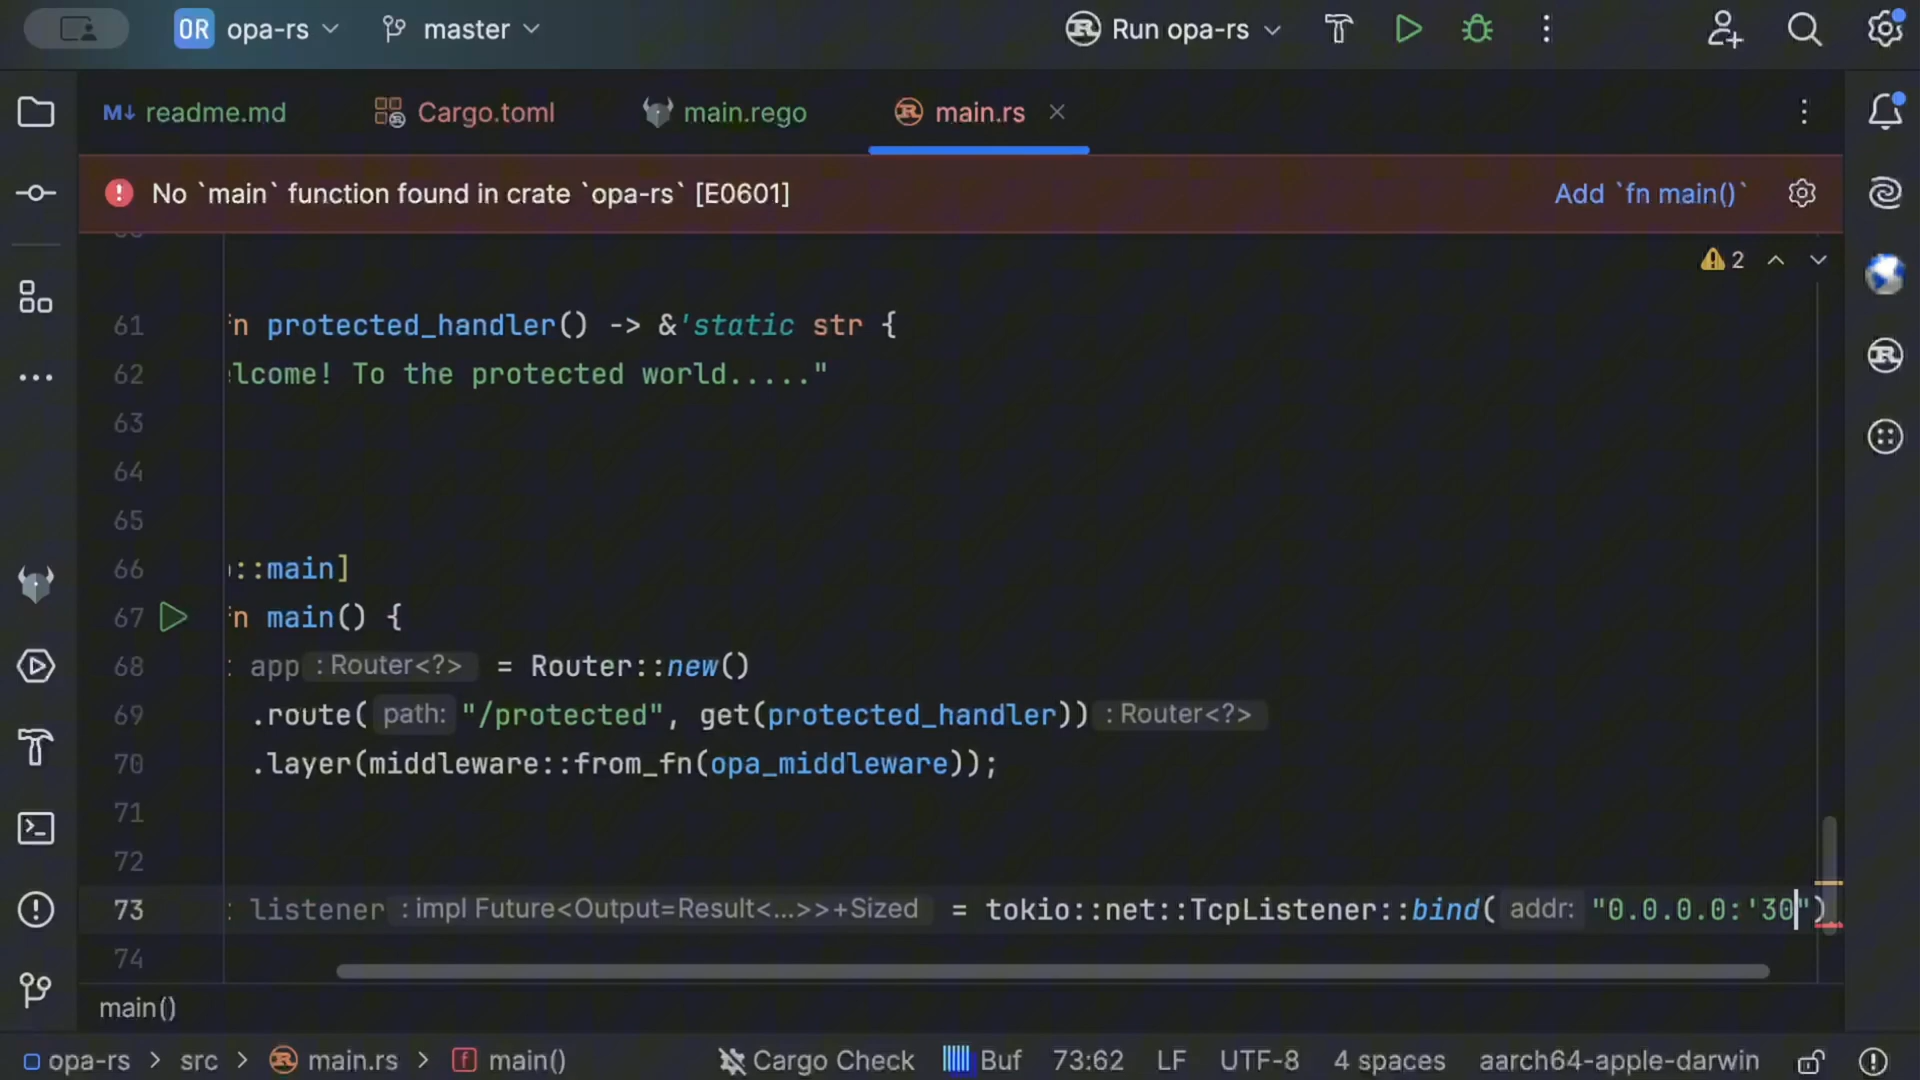 OR opa-rs master Run opa-rs
M↓ readme.md Cargo.toml main.rego main.rs
No `main` function found in crate `opa-rs` [E0601] Add `fn main()`
2
61 n protected_handler() -> &'static str {
62 lcome! To the protected world....."
63
64
65
66 ::main]
67 n main() {
68 app : Router<?> = Router::new()
69 .route( path: "/protected", get(protected_handler)) : Router<?>
70 .layer(middleware::from_fn(opa_middleware));
71
72
73 listener : impl Future<Output=Result<...>>+Sized = tokio::net::TcpListener::bind( addr: "0.0.0.0:'30")
74
main()
opa-rs > src > main.rs > f main() Cargo Check Buf 73:62 LF UTF-8 4 spaces aarch64-apple-darwin